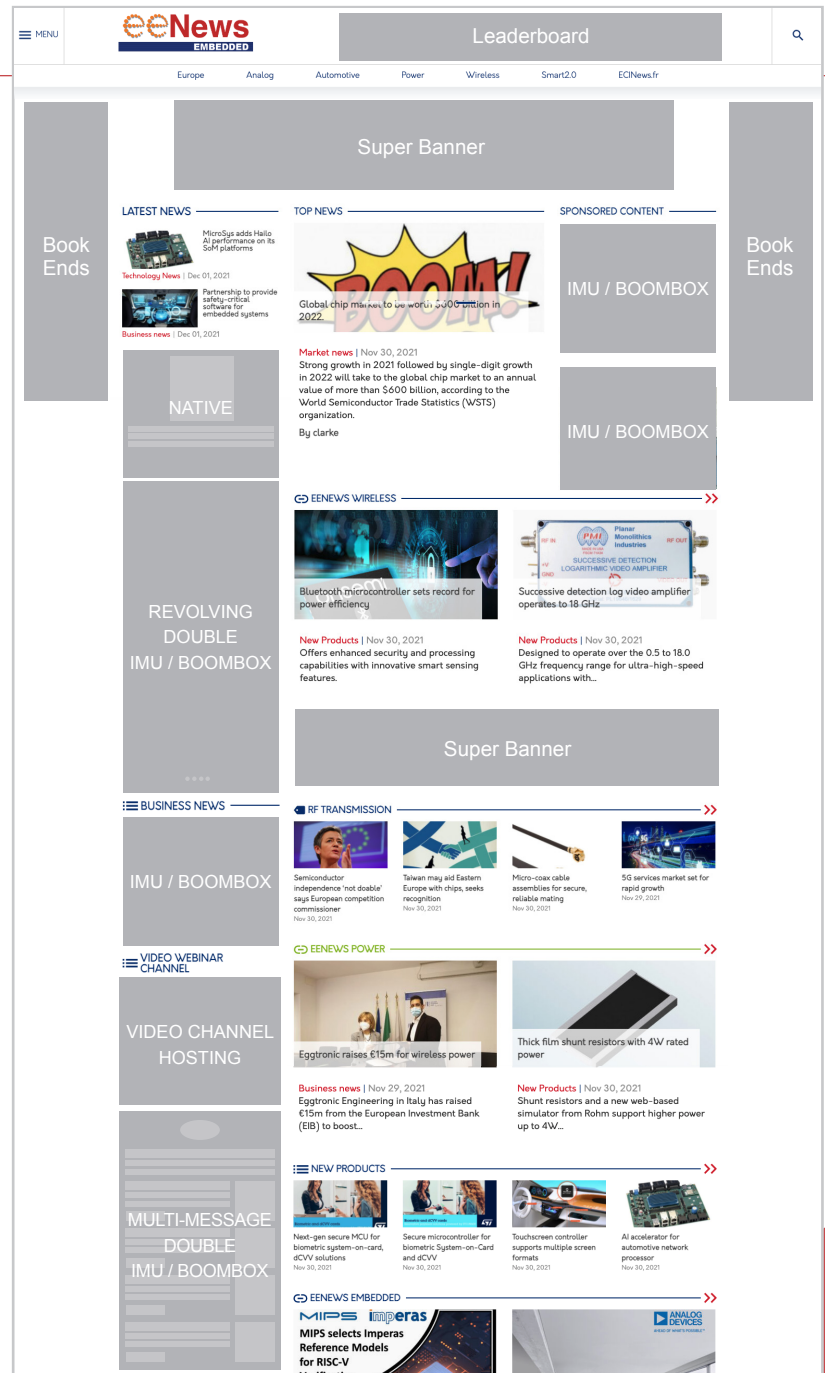 MENU
eeNews
EMBEDDED
Leaderboard
Europe
Analog
Automotive
Power
Wireless
Smart2.0
ECINews.fr
Super Banner
Book
Ends
Book
Ends
LATEST NEWS
MicroSys adds Hailo
AI performance on its
SoM platforms
Technology News | Dec 01, 2021
Partnership to provide
safety-critical
software for
embedded systems
Business news | Dec 01, 2021
NATIVE
REVOLVING
DOUBLE
IMU / BOOMBOX
TOP NEWS
BOOM!
Global chip market to be worth $600 billion in
2022
Market news | Nov 30, 2021
Strong growth in 2021 followed by single-digit growth
in 2022 will take to the global chip market to an annual
value of more than $600 billion, according to the
World Semiconductor Trade Statistics (WSTS)
organization.
By clarke
SPONSORED CONTENT
IMU / BOOMBOX
IMU / BOOMBOX
EENEWS WIRELESS
Bluetooth microcontroller sets record for
power efficiency
New Products | Nov 30, 2021
Offers enhanced security and processing
capabilities with innovative smart sensing
features.
PMI
Planar
Monolithics
Industries
RF IN
RF OUT
SUCCESSIVE DETECTION
LOGARITHMIC VIDEO AMPLIFIER
+V
GND
Successive detection log video amplifier
operates to 18 GHz
New Products | Nov 30, 2021
Designed to operate over the 0.5 to 18.0
GHz frequency range for ultra-high-speed
applications with...
Super Banner
BUSINESS NEWS
IMU / BOOMBOX
VIDEO WEBINAR
CHANNEL
VIDEO CHANNEL
HOSTING
MULTI-MESSAGE
DOUBLE
IMU / BOOMBOX
RF TRANSMISSION
Semiconductor
independence 'not doable'
says European competition
commissioner
Nov 30, 2021
Taiwan may aid Eastern
Europe with chips, seeks
recognition
Nov 30, 2021
Micro-coax cable
assemblies for secure,
reliable mating
Nov 30, 2021
5G
5G services market set for
rapid growth
Nov 29, 2021
EENEWS POWER
Eggtronic raises €15m for wireless power
Business news | Nov 29, 2021
Eggtronic Engineering in Italy has raised
€15m from the European Investment Bank
(EIB) to boost...
Thick film shunt resistors with 4W rated
power
New Products | Nov 30, 2021
Shunt resistors and a new web-based
simulator from Rohm support higher power
up to 4W...
NEW PRODUCTS
Next-gen secure MCU for
biometric system-on-card,
dCVV solutions
Nov 30, 2021
Secure microcontroller for
biometric System-on-Card
and dCVV
Nov 30, 2021
Touchscreen controller
supports multiple screen
formats
Nov 30, 2021
AI accelerator for
automotive network
processor
Nov 30, 2021
EENEWS EMBEDDED
MIPS imperas
MIPS selects Imperas
Reference Models
for RISC-V
ANALOG
DEVICES